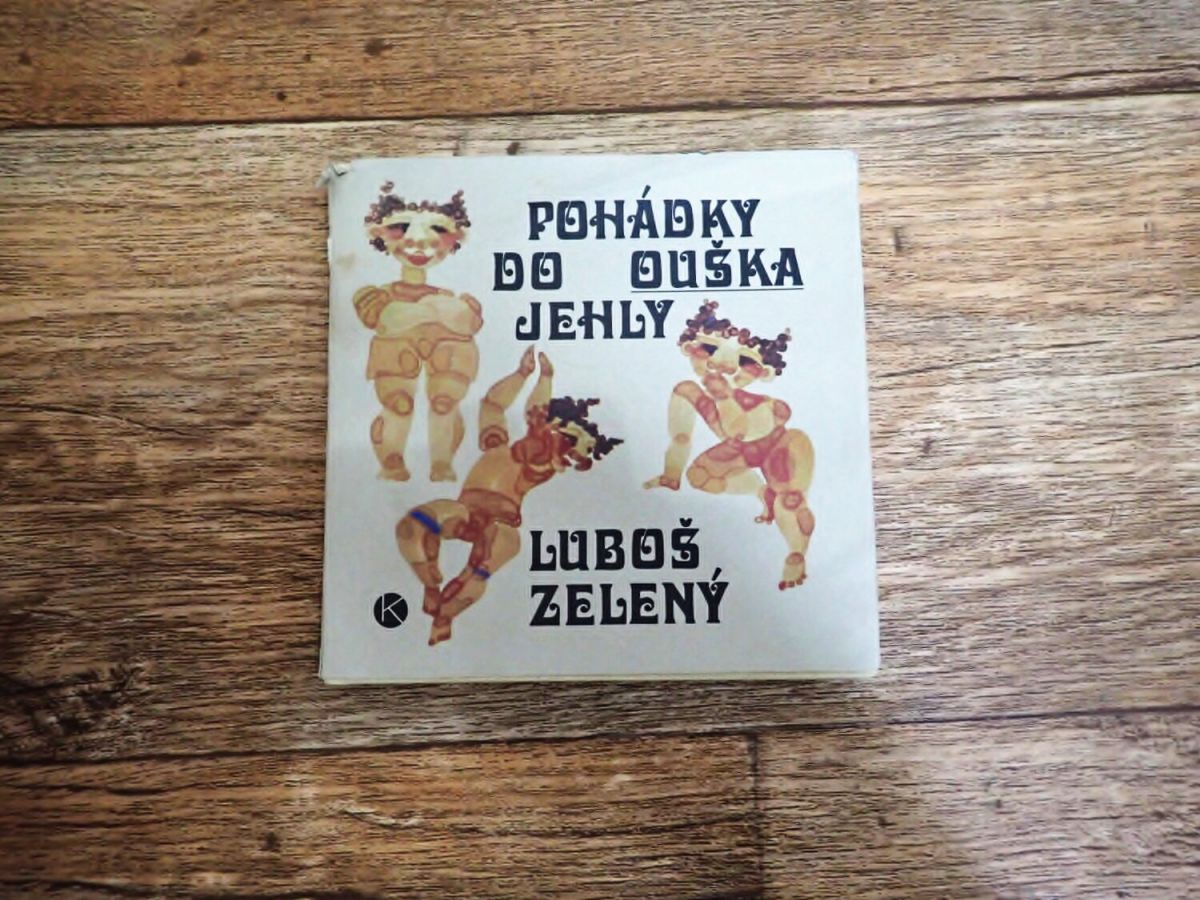 POHÁDKY
DO OUŠKA
JEHLY
LUBOŠ
ZELENÝ
K